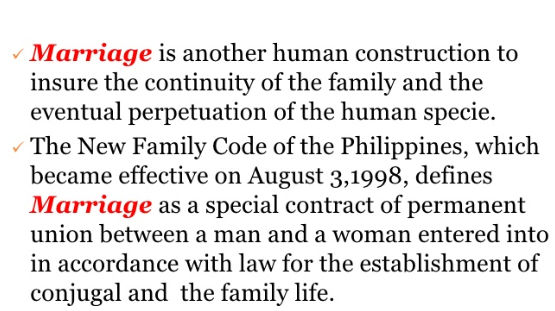 ✓ Marriage is another human construction to
insure the continuity of the family and the
eventual perpetuation of the human specie.
✓ The New Family Code of the Philippines, which
became effective on August 3,1998, defines
Marriage as a special contract of permanent
union between a man and a woman entered into
in accordance with law for the establishment of
conjugal and  the family life.